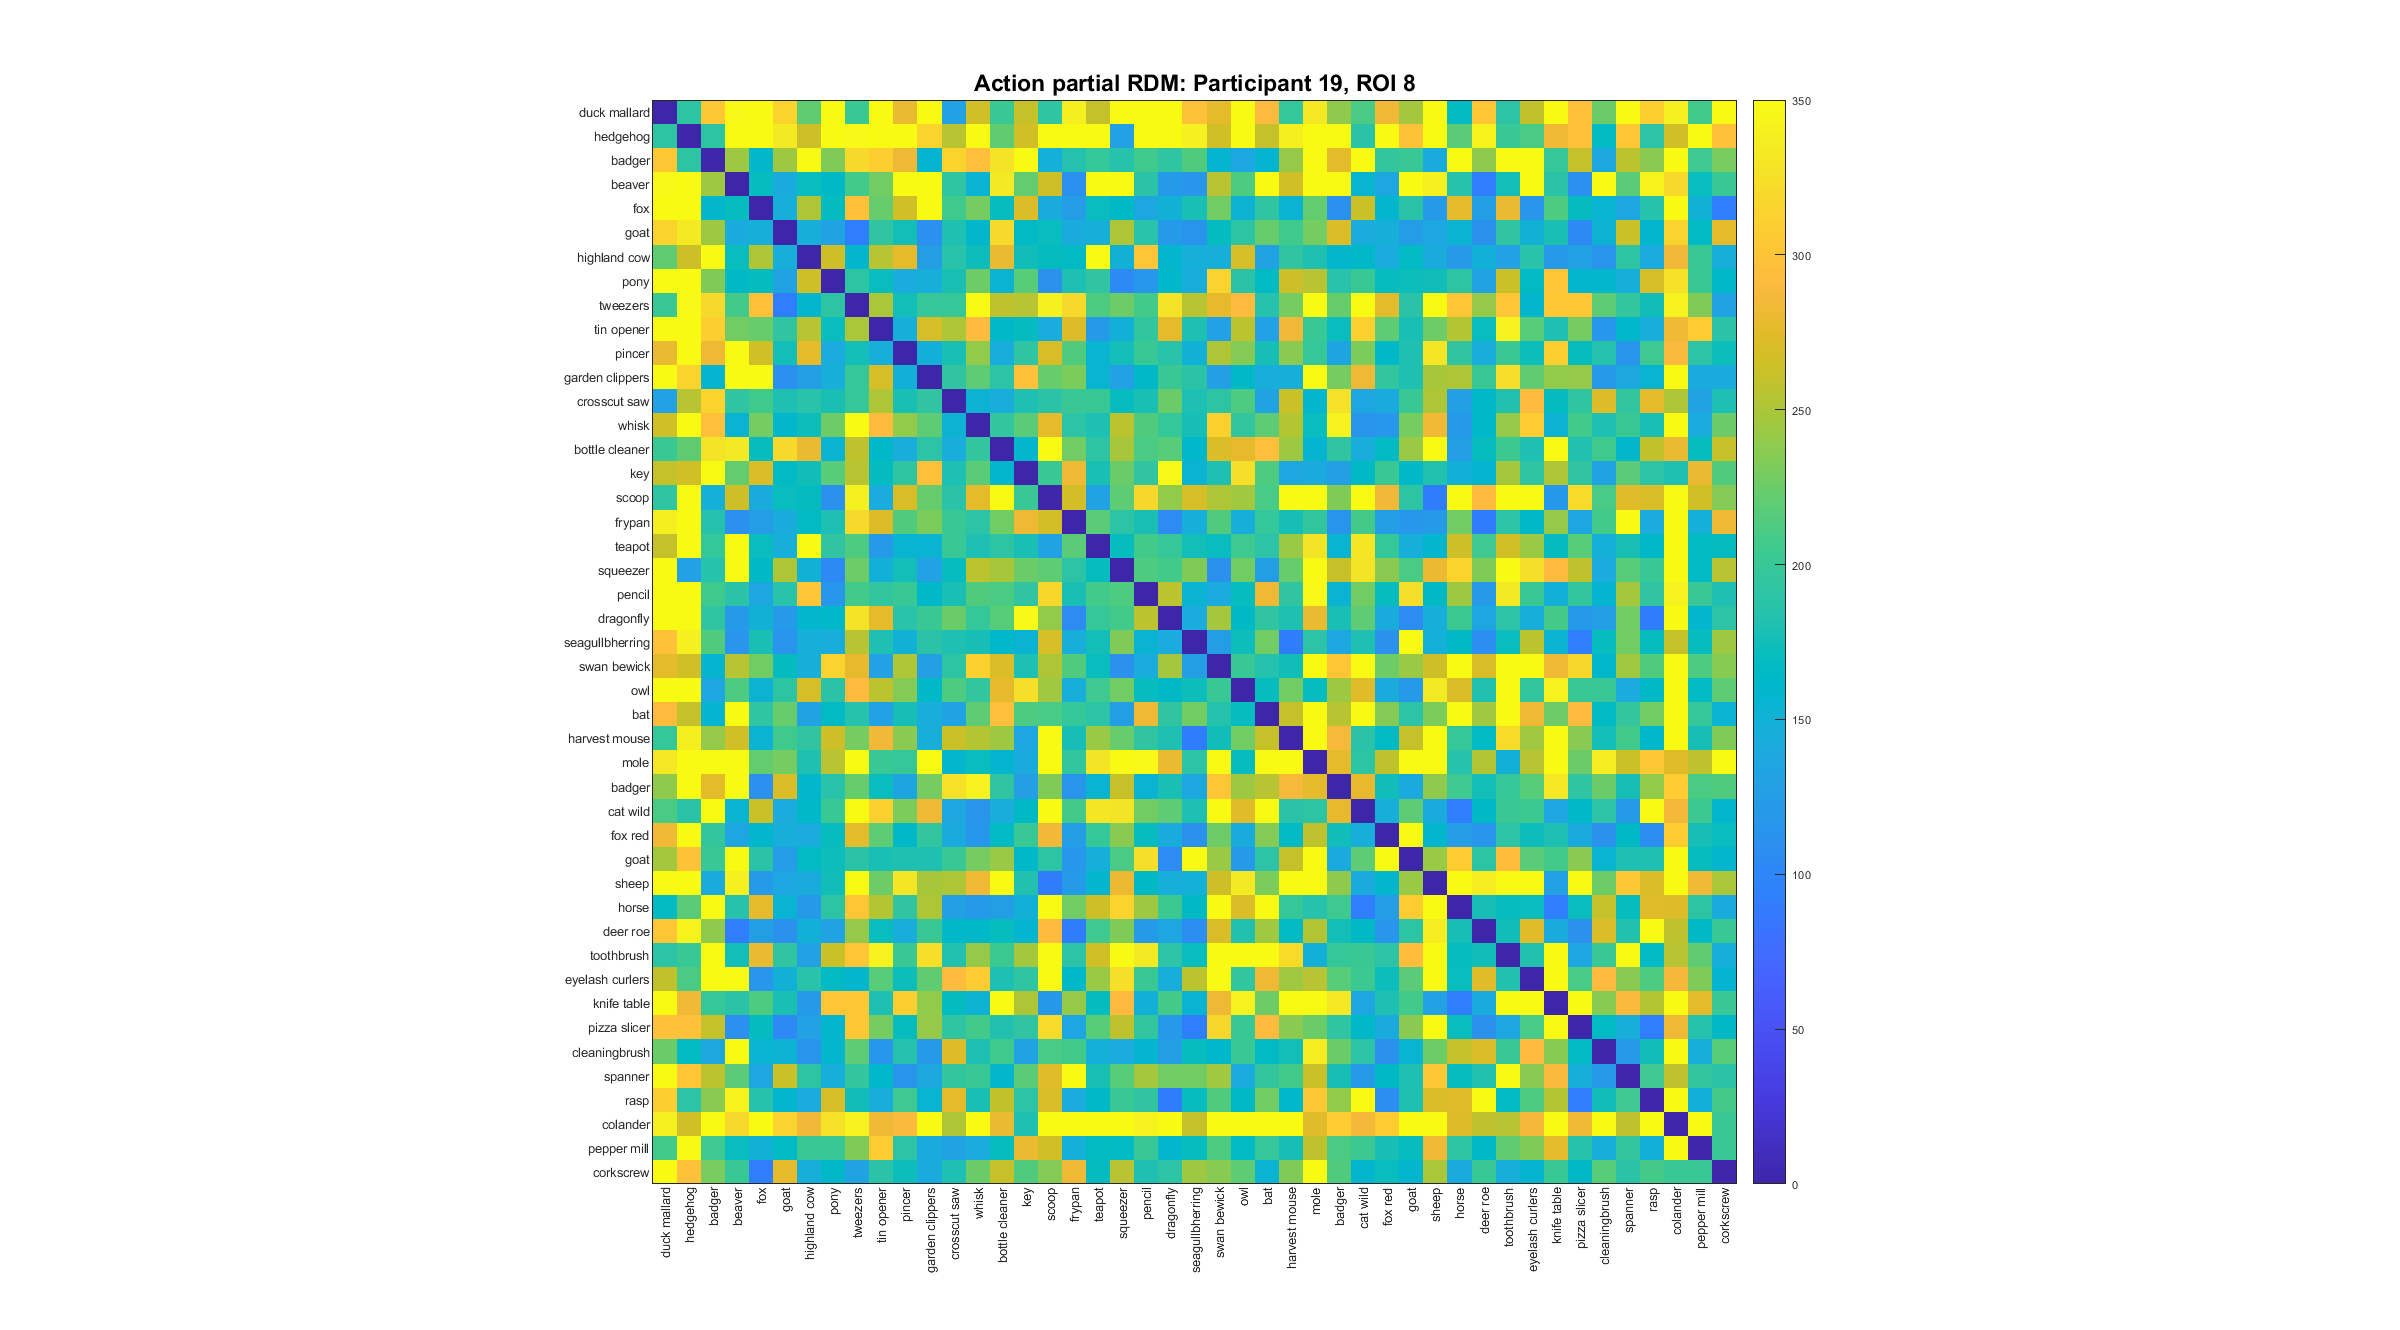 Action partial RDM: Participant 19, ROI 8
duck mallard
hedgehog
badger
beaver
fox
goat
highland cow
pony
tweezers
tin opener
pincer
garden clippers
crosscut saw
whisk
bottle cleaner
key
scoop
frypan
teapot
squeezer
pencil
dragonfly
seagullbherring
swan bewick
owl
bat
harvest mouse
mole
badger
cat wild
fox red
goat
sheep
horse
deer roe
toothbrush
eyelash curlers
knife table
pizza slicer
cleaningbrush
spanner
rasp
colander
pepper mill
corkscrew
duck mallard
hedgehog
badger
beaver
fox
goat
highland cow
pony
tweezers
tin opener
pincer
garden clippers
crosscut saw
whisk
bottle cleaner
key
scoop
frypan
teapot
squeezer
pencil
dragonfly
seagullbherring
swan bewick
owl
bat
harvest mouse
mole
badger
cat wild
fox red
goat
sheep
horse
deer roe
toothbrush
eyelash curlers
knife table
pizza slicer
cleaningbrush
spanner
rasp
colander
pepper mill
corkscrew
350
300
250
200
150
100
50
0